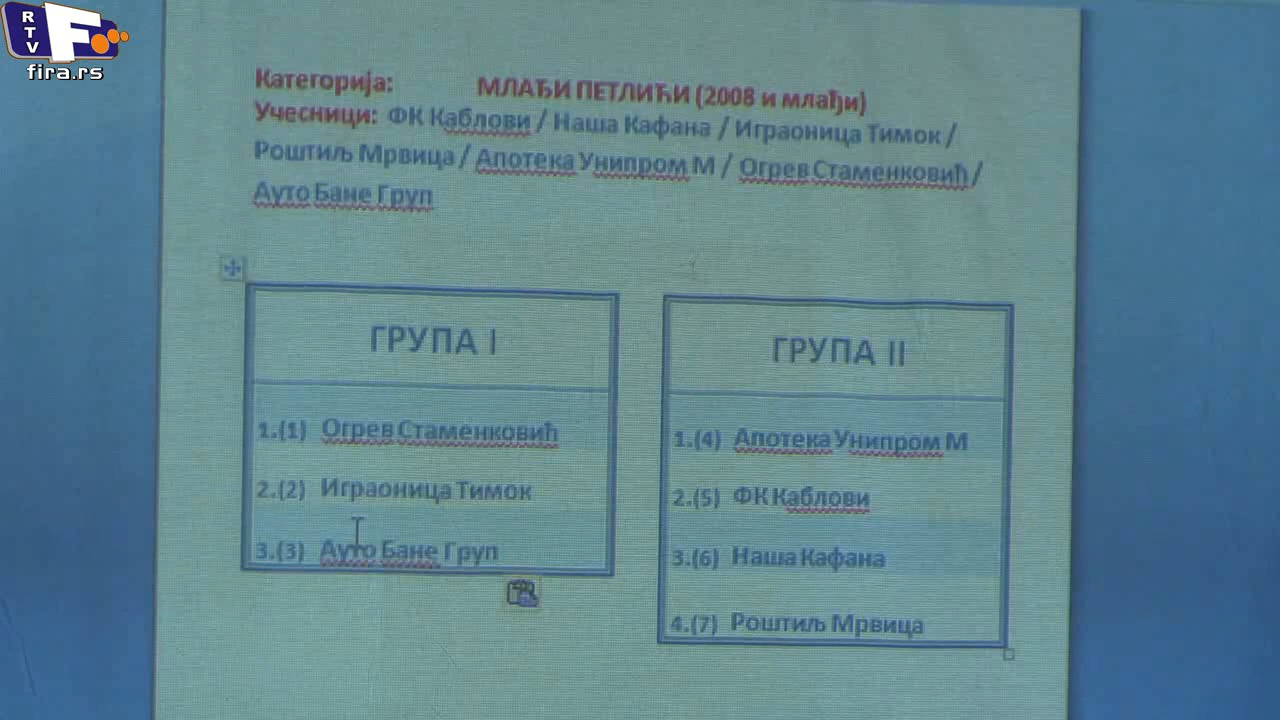 RTV F
fira.rs
Категорија: МЛАЂИ ПЕТЛИЋИ (2008 и млађи)
Учесници: ФК Каблови / Наша Кафана / Играоница Тимок /
Роштиљ Мрвица / Апотека Унипром М / Огрев Стаменковић /
Ауто Бане Груп
ГРУПА I
1.(1) Огрев Стаменковић
2.(2) Играоница Тимок
3.(3) Ауто Бане Груп
ГРУПА II
1.(4) Апотека Унипром М
2.(5) ФК Каблови
3.(6) Наша Кафана
4.(7) Роштиљ Мрвица